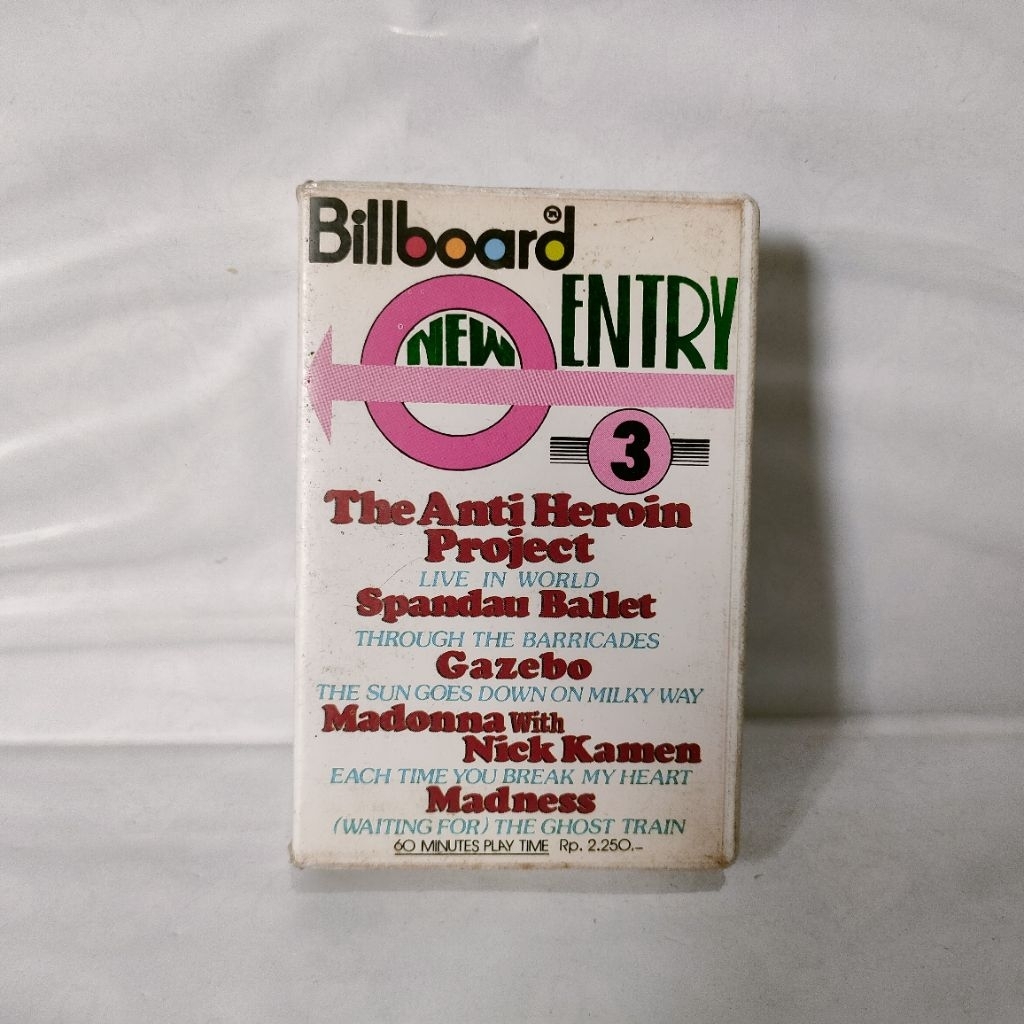 Billboard®
NEW ENTRY
3
The Anti Heroin
Project
LIVE IN WORLD
Spandau Ballet
THROUGH THE BARRICADES
Gazebo
THE SUN GOES DOWN ON MILKY WAY
Madonna With
Nick Kamen
EACH TIME YOU BREAK MY HEART
Madness
(WAITING FOR) THE GHOST TRAIN
60 MINUTES PLAY TIME Rp. 2.250.–